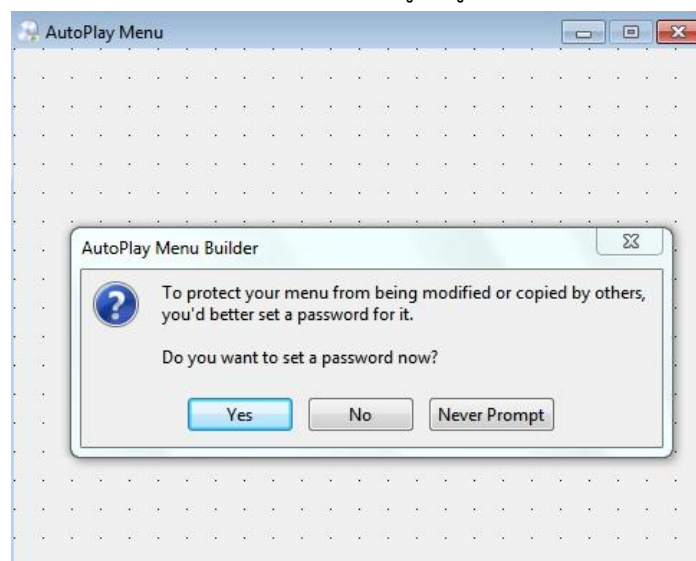 AutoPlay Menu
AutoPlay Menu Builder
To protect your menu from being modified or copied by others,
you'd better set a password for it.
Do you want to set a password now?
Yes No Never Prompt